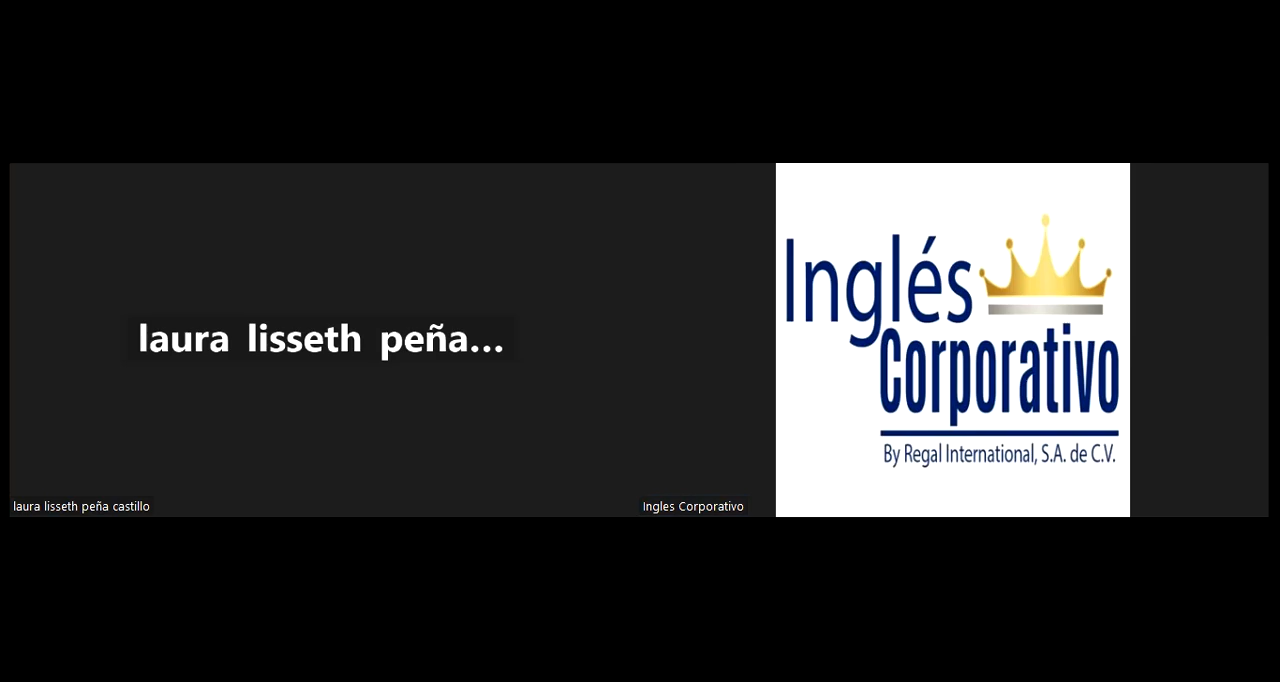 laura lisseth peña...
laura lisseth peña castillo
Ingles Corporativo
Inglés
Corporativo
By Regal International, S.A. de C.V.